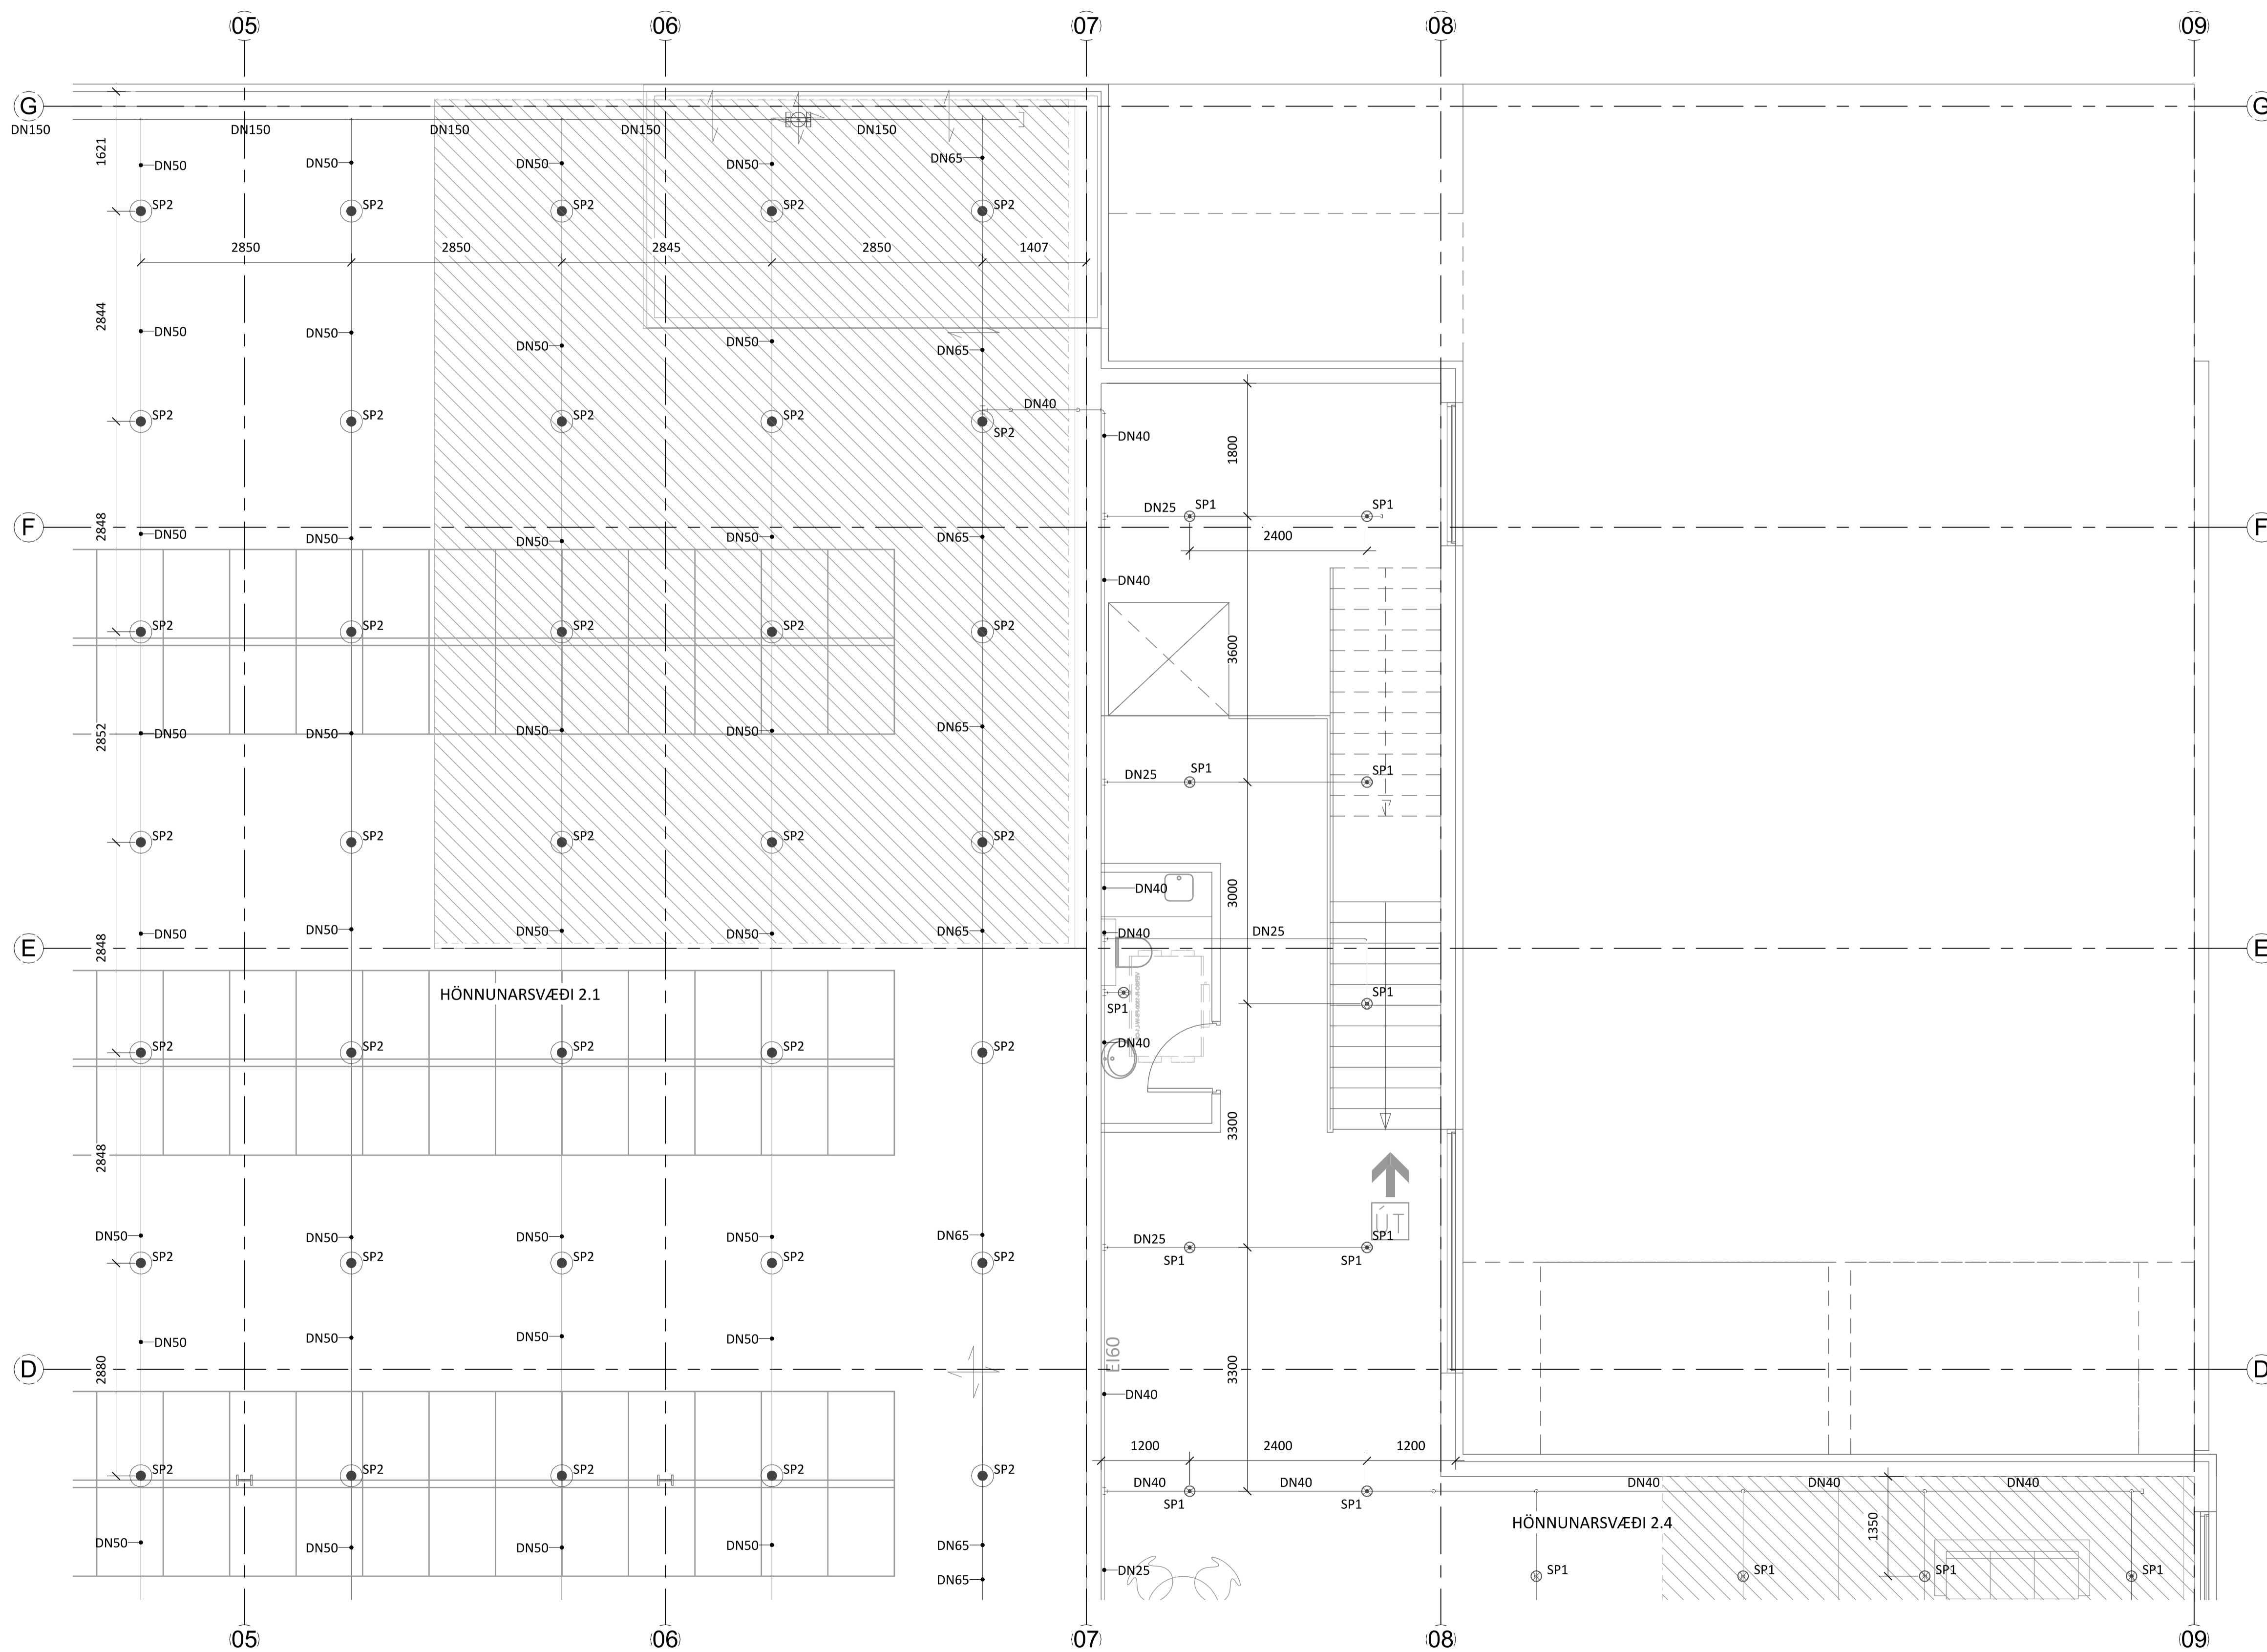 05 06 07 08 09
G G
DN150 DN150 DN150 DN150 DN150
1621
DN50 DN50 DN50 DN50 DN65
SP2 SP2 SP2 SP2 SP2
2850 2850 2845 2850 1407
2844
DN50 DN50 DN50 DN50 DN65
DN40
SP2 SP2 SP2 SP2 SP2
DN40
1800
DN25 SP1 SP1
F 2848 F
DN50 DN50 DN50 DN50 DN65
2400
DN40
SP2 SP2 SP2 SP2 SP2
3600
2852
DN50 DN50 DN50 DN50 DN65
DN25 SP1 SP1
SP2 SP2 SP2 SP2 SP2
DN40
3000
DN50 DN50 DN50 DN50 DN65
DN40 DN25
E 2848 E
HÖNNUNARSVÆÐI 2.1
SP1 SP1
DN40
SP2 SP2 SP2 SP2 SP2
3300
2848
ÚT
DN50 DN50 DN50 DN50 DN65
DN25 SP1
SP1 SP1
SP2 SP2 SP2 SP2 SP2
DN50 DN50 DN50 DN50
EI60
D 2880 3300 D
DN40
1200 2400 1200
SP2 SP2 SP2 SP2 SP2
DN40 DN40 DN40 DN40 DN40
SP1 SP1
HÖNNUNARSVÆÐI 2.4
1350
DN50 DN50 DN50 DN50 DN65
DN65 DN25
SP1 SP1 SP1 SP1
05 06 07 08 09